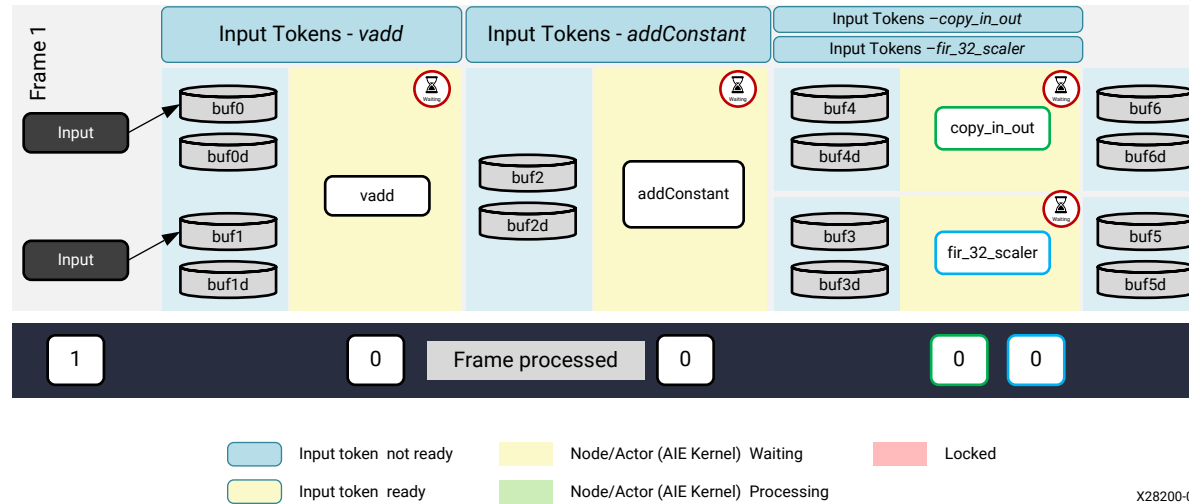 Frame 1
Input Tokens - vadd
Input Tokens - addConstant
Input Tokens –copy_in_out
Input Tokens –fir_32_scaler
Input
buf0
buf0d
Waiting
vadd
Input
buf1
buf1d
buf2
buf2d
Waiting
addConstant
buf4
buf4d
Waiting
copy_in_out
buf6
buf6d
buf3
buf3d
Waiting
fir_32_scaler
buf5
buf5d
1
0
Frame processed
0
0
0
Input token not ready
Node/Actor (AIE Kernel) Waiting
Locked
Input token ready
Node/Actor (AIE Kernel) Processing